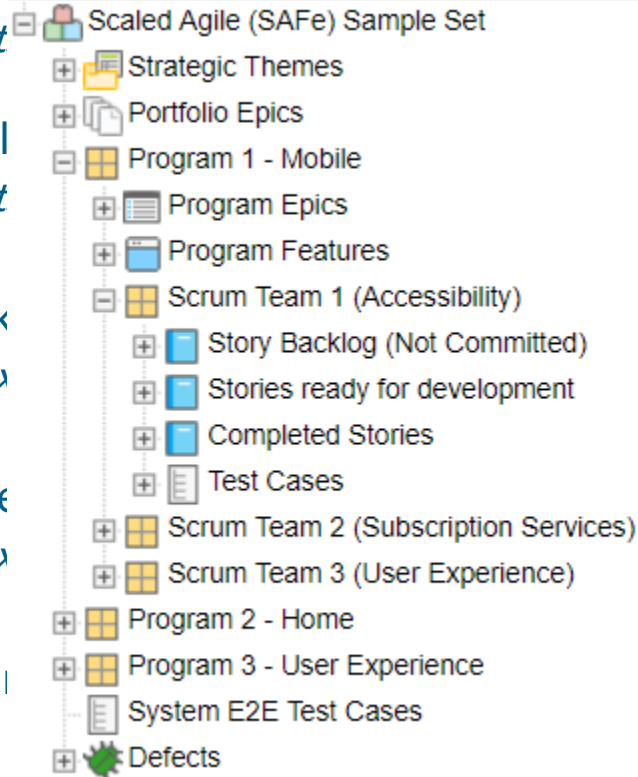 Scaled Agile (SAFe) Sample Set
Strategic Themes
Portfolio Epics
Program 1 - Mobile
Program Epics
Program Features
Scrum Team 1 (Accessibility)
Story Backlog (Not Committed)
Stories ready for development
Completed Stories
Test Cases
Scrum Team 2 (Subscription Services)
Scrum Team 3 (User Experience)
Program 2 - Home
Program 3 - User Experience
System E2E Test Cases
Defects